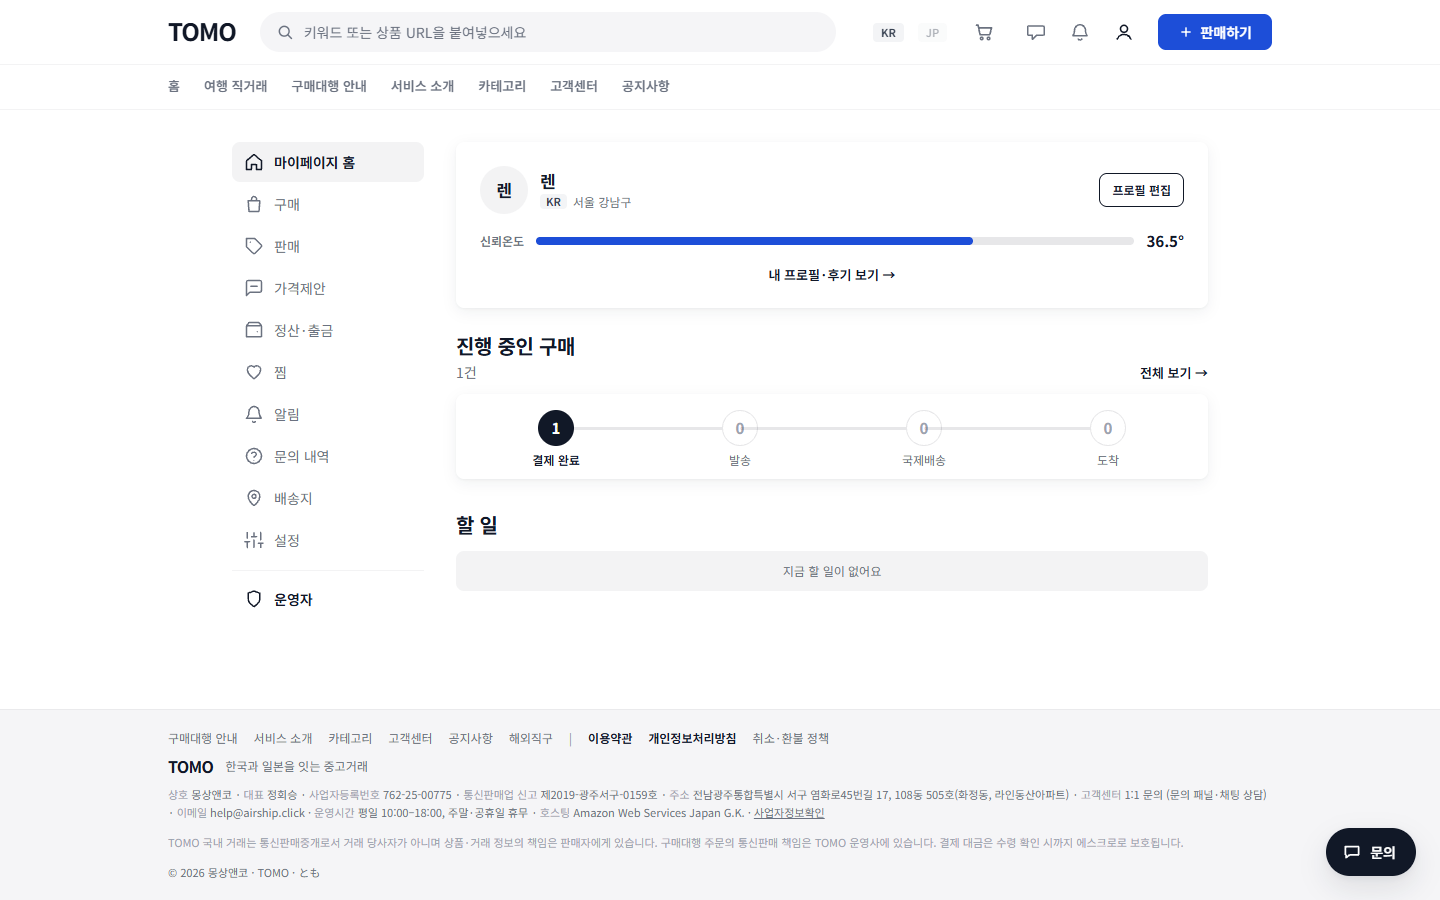 TOMO
키워드 또는 상품 URL을 붙여넣으세요
KR
JP
+ 판매하기
홈 여행 직거래 구매대행 안내 서비스 소개 카테고리 고객센터 공지사항
마이페이지 홈
구매
판매
가격제안
정산·출금
찜
알림
문의 내역
배송지
설정
운영자
렌
렌
KR 서울 강남구
프로필 편집
신뢰온도
36.5°
내 프로필·후기 보기 →
진행 중인 구매
1건
전체 보기 →
1 0 0 0
결제 완료 발송 국제배송 도착
할 일
지금 할 일이 없어요
구매대행 안내 서비스 소개 카테고리 고객센터 공지사항 해외직구 | 이용약관 개인정보처리방침 취소·환불 정책
TOMO 한국과 일본을 잇는 중고거래
상호 몽상앤코 · 대표 정회승 · 사업자등록번호 762-25-00775 · 통신판매업 신고 제2019-광주서구-0159호 · 주소 전남광주통합특별시 서구 염화로45번길 17, 108동 505호(화정동, 라인동산아파트) · 고객센터 1:1 문의 (문의 패널·채팅 상담)
· 이메일 help@airship.click · 운영시간 평일 10:00–18:00, 주말·공휴일 휴무 · 호스팅 Amazon Web Services Japan G.K. · 사업자정보확인
TOMO 국내 거래는 통신판매중개로서 거래 당사자가 아니며 상품·거래 정보의 책임은 판매자에게 있습니다. 구매대행 주문의 통신판매 책임은 TOMO 운영사에 있습니다. 결제 대금은 수령 확인 시까지 에스크로로 보호됩니다.
© 2026 몽상앤코 · TOMO · とも
문의